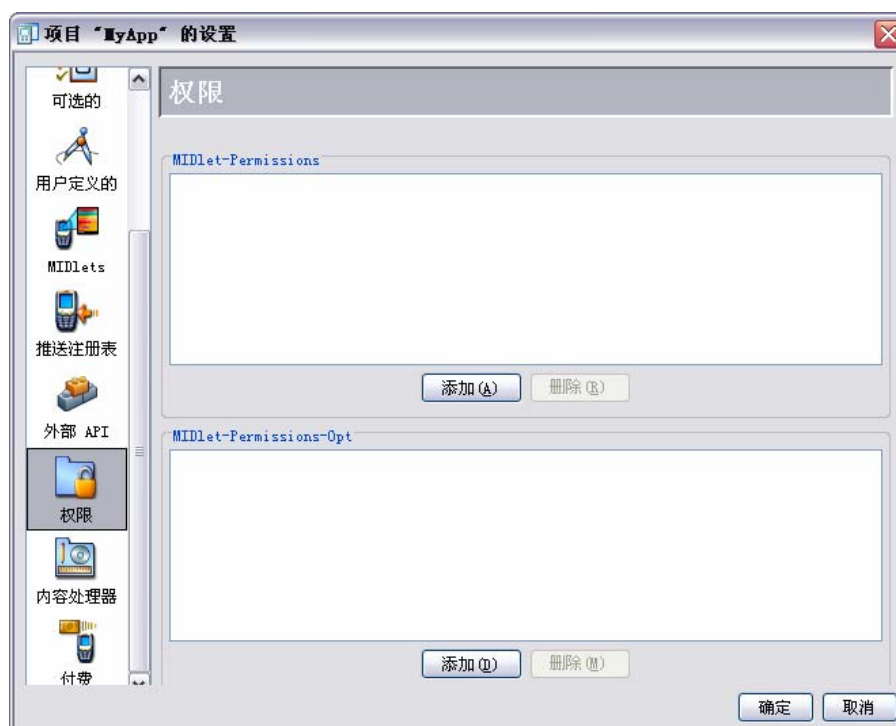 项目 "MyApp" 的设置
可选的
用户定义的
MIDlets
推送注册表
外部 API
权限
内容处理器
付费
权限
MIDlet-Permissions
添加(A)
删除(R)
MIDlet-Permissions-Opt
添加(D)
删除(M)
确定
取消